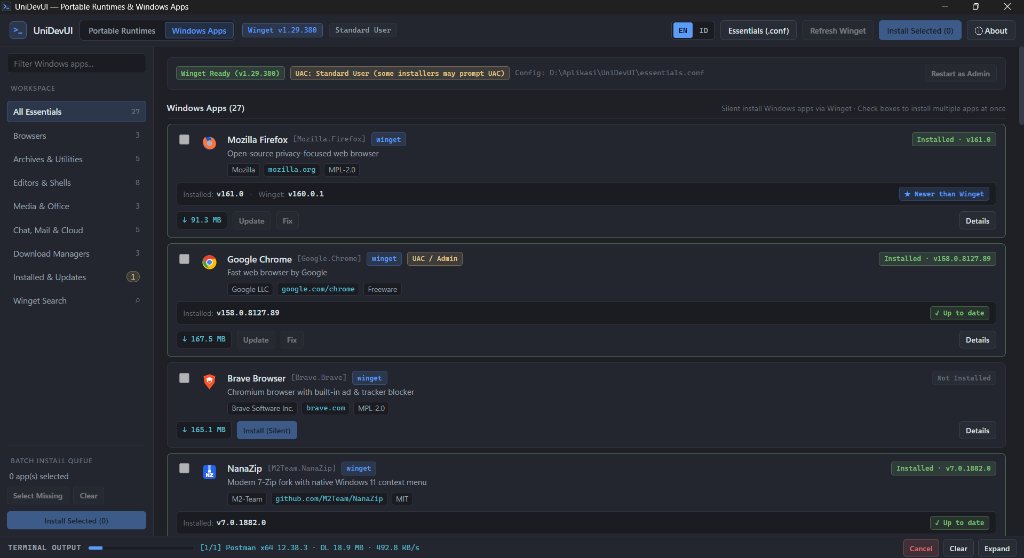 UniDevUI — Portable Runtimes & Windows Apps
UniDevUI
Portable Runtimes
Windows Apps
Winget v1.29.380
Standard User
EN
ID
Essentials (.conf)
Refresh Winget
Install Selected (0)
About
Filter Windows apps...
WORKSPACE
All Essentials 27
Browsers 3
Archives & Utilities 5
Editors & Shells 8
Media & Office 3
Chat, Mail & Cloud 5
Download Managers 3
Installed & Updates 1
Winget Search
BATCH INSTALL QUEUE
0 app(s) selected
Select Missing
Clear
Install Selected (0)
Winget Ready (v1.29.380)
UAC: Standard User (some installers may prompt UAC)
Config: D:\Aplikasi\UniDevUI\essentials.conf
Restart as Admin
Windows Apps (27)
Silent install Windows apps via Winget · Check boxes to install multiple apps at once
Mozilla Firefox [Mozilla.Firefox] winget
Installed · v161.0
Open-source privacy-focused web browser
Mozilla mozilla.org MPL-2.0
Installed: v161.0 · Winget: v160.0.1
★ Newer than Winget
↓ 91.3 MB Update Fix
Details
Google Chrome [Google.Chrome] winget UAC / Admin
Installed · v158.0.8127.89
Fast web browser by Google
Google LLC google.com/chrome Freeware
Installed: v158.0.8127.89
✓ Up to date
↓ 167.5 MB Update Fix
Details
Brave Browser [Brave.Brave] winget
Not Installed
Chromium browser with built-in ad & tracker blocker
Brave Software Inc. brave.com MPL-2.0
↓ 165.1 MB Install (Silent)
Details
NanaZip [M2Team.NanaZip] winget
Installed · v7.0.1882.0
Modern 7-Zip fork with native Windows 11 context menu
M2-Team github.com/M2Team/NanaZip MIT
Installed: v7.0.1882.0
✓ Up to date
TERMINAL OUTPUT
[1/1] Postman x64 12.38.3 · DL 18.9 MB · 492.8 KB/s
Cancel
Clear
Expand